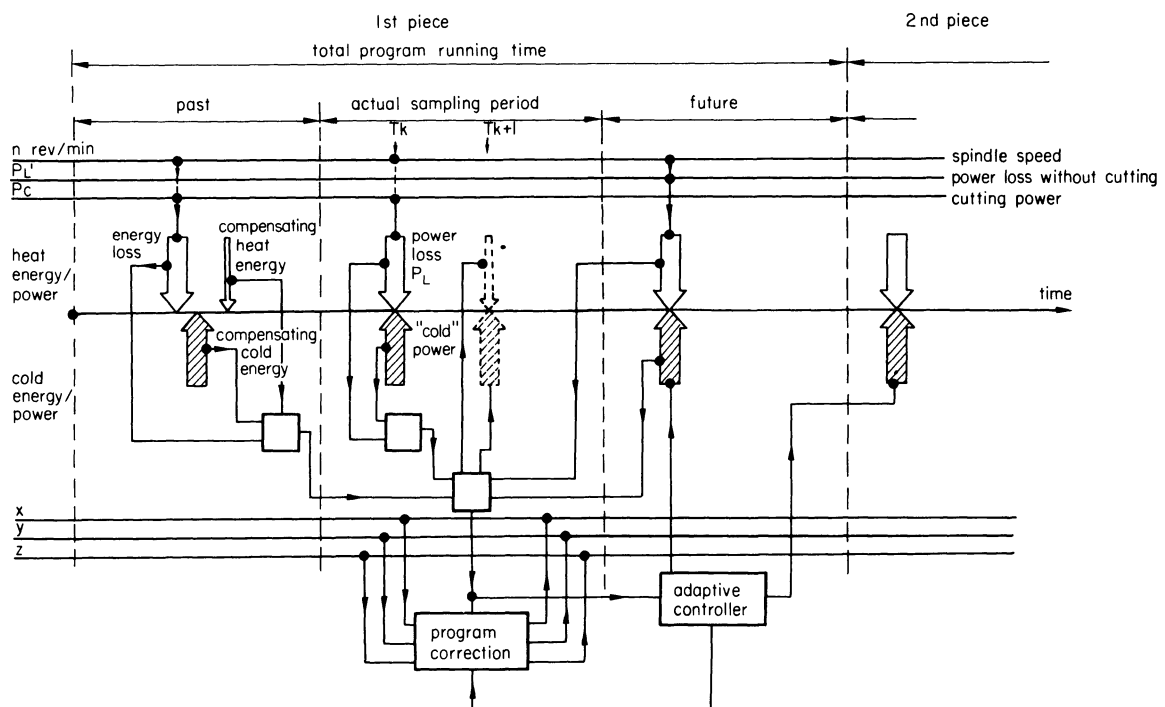 1st piece
2nd piece
total program running time
past
actual sampling period
future
Tk
Tk+1
n rev/min
PL'
Pc
spindle speed
power loss without cutting
cutting power
energy
loss
compensating
heat
energy
power
loss
PL
heat
energy/
power
time
compensating
cold
energy
"cold"
power
cold
energy/
power
x
y
z
program
correction
adaptive
controller